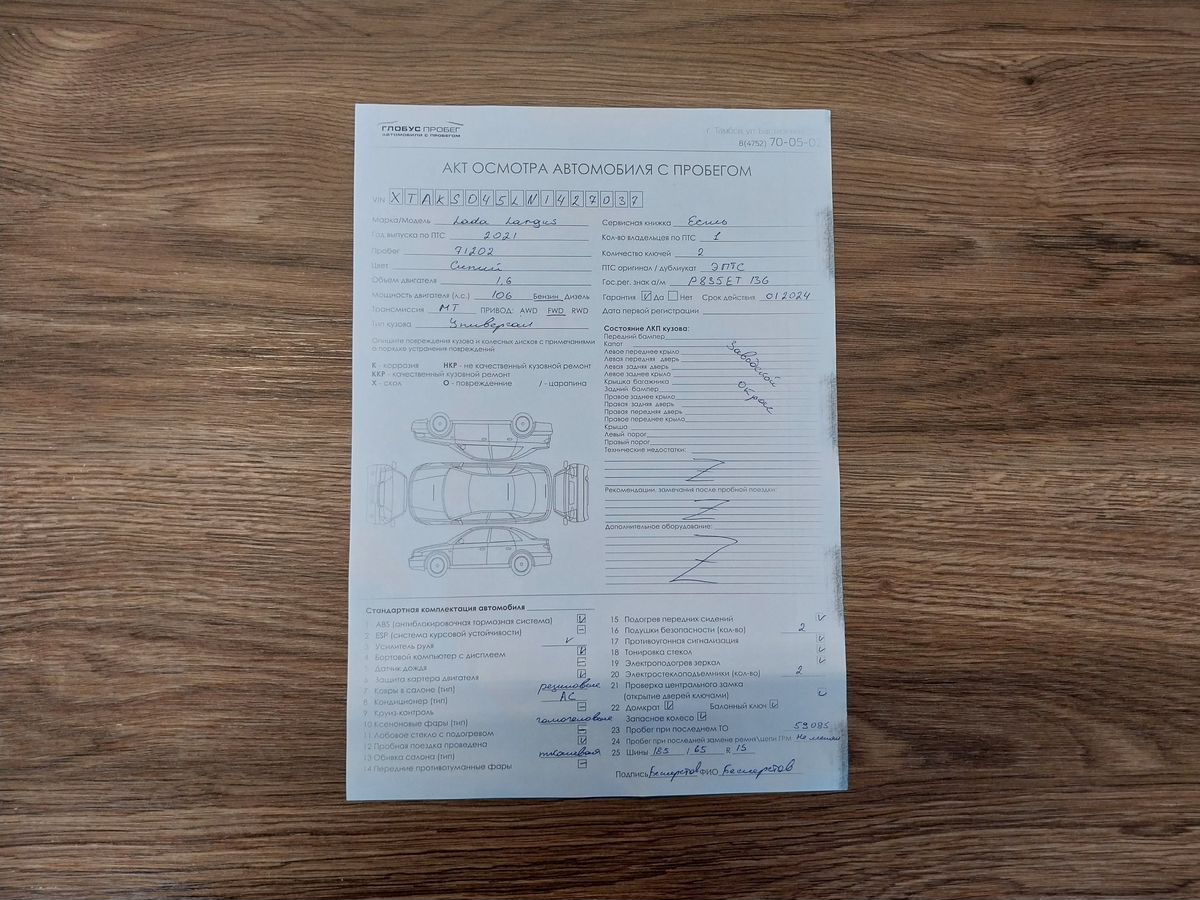 ГЛОБУС ПРОБЕГ
АВТОМОБИЛИ С ПРОБЕГОМ
г. Тамбов, ул.
8(4752) 70-05-02
АКТ ОСМОТРА АВТОМОБИЛЯ С ПРОБЕГОМ
VIN XTAKS045LN1427037
Марка/Модель Lada Largus
Год выпуска по ПТС 2021
Пробег 71202
Цвет Синий
Объем двигателя 1,6
Мощность двигателя (л.с.) 106 Бензин Дизель
Трансмиссия МТ ПРИВОД: AWD FWD RWD
Тип кузова Универсал
Опишите повреждения кузова и колесных дисков с примечаниями
о порядке устранения повреждений
К - коррозия НКР - не качественный кузовной ремонт
ККР - качественный кузовной ремонт
Х - скол О - повреждение / - царапина
Сервисная книжка Есть
Кол-во владельцев по ПТС 1
Количество ключей 2
ПТС оригинал / дубликат ЭПТС
Гос.рег. знак а/м Р835ЕТ 136
Гарантия V Да Нет Срок действия 01.2024
Дата первой регистрации
Состояние ЛКП кузова:
Передний бампер
Капот
Левое переднее крыло
Левая передняя дверь
Левая задняя дверь
Левое заднее крыло
Крышка багажника
Задний бампер
Правое заднее крыло
Правая задняя дверь
Правая передняя дверь
Правое переднее крыло
Крыша
Левый порог
Правый порог
Заводской окрас
Технические недостатки:
Z
Рекомендации, замечания после пробной поездки:
Z
Дополнительное оборудование:
Z
Стандартная комплектация автомобиля
1 ABS (антиблокировочная тормозная система) V
2 ESP (система курсовой устойчивости) –
3 Усилитель руля V
4 Бортовой компьютер с дисплеем V
5 Датчик дождя –
6 Защита картера двигателя V
7 Ковры в салоне (тип) резиновые
8 Кондиционер (тип) АС
9 Круиз-контроль –
10 Ксеноновые фары (тип)
11 Лобовое стекло с подогревом –
12 Пробная поездка проведена V
13 Обивка салона (тип) тканевая
14 Передние противотуманные фары –
15 Подогрев передних сидений V
16 Подушки безопасности (кол-во) 2
17 Противоугонная сигнализация V
18 Тонировка стекол V
19 Электроподогрев зеркал V
20 Электростеклоподъемники (кол-во) 2
21 Проверка центрального замка
(открытие дверей ключами) V
22 Домкрат V Балонный ключ V
Запасное колесо V
23 Пробег при последнем ТО 59085
24 Пробег при последней замене ремня\цепи ГРМ Не меняли
25 Шины 185 / 65 R 15
Подпись ФИО